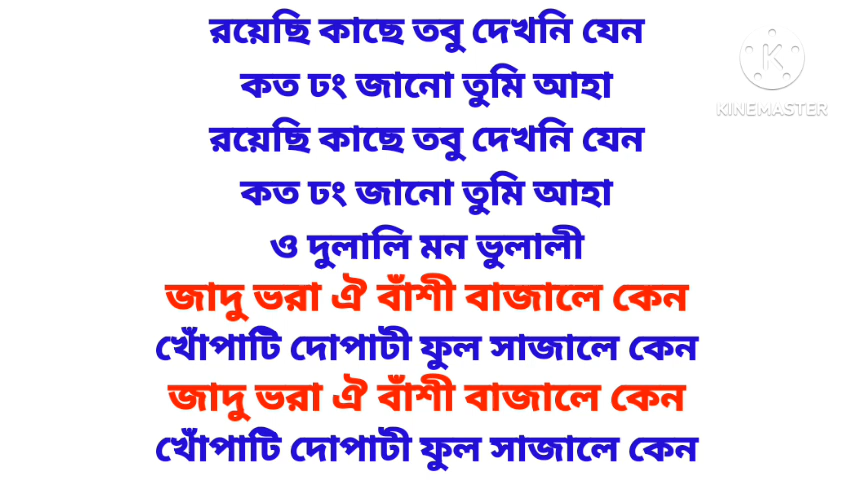 রয়েছি কাছে তবু দেখনি যেন
কত ঢং জানো তুমি আহা
রয়েছি কাছে তবু দেখনি যেন
কত ঢং জানো তুমি আহা
ও দুলালি মন ভুলালী
জাদু ভরা ঐ বাঁশী বাজালে কেন
খোঁপাটি দোপাটী ফুল সাজালে কেন
জাদু ভরা ঐ বাঁশী বাজালে কেন
খোঁপাটি দোপাটী ফুল সাজালে কেন
K
KINEMASTER